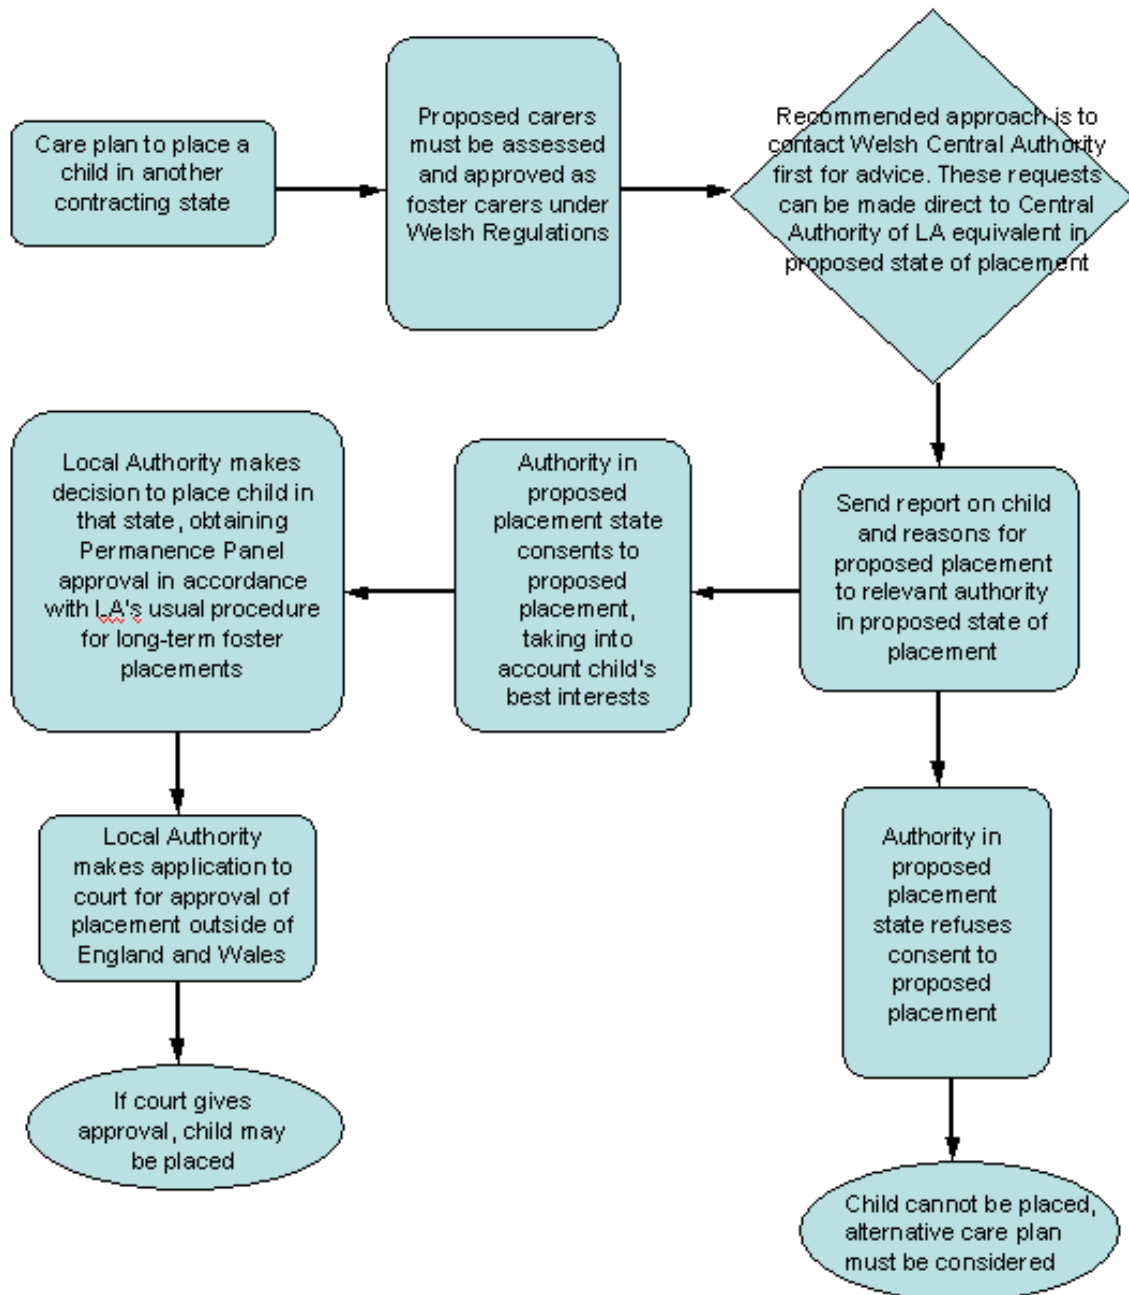 Care plan to place a
child in another
contracting state
Proposed carers
must be assessed
and approved as
foster carers under
Welsh Regulations
Recommended approach is to
contact Welsh Central Authority
first for advice. These requests
can be made direct to Central
Authority of LA equivalent in
proposed state of placement
Local Authority makes
decision to place child in
that state, obtaining
Permanence Panel
approval in accordance
with LA's usual procedure
for long-term foster
placements
Authority in
proposed
placement state
consents to
proposed
placement,
taking into
account child's
best interests
Send report on child
and reasons for
proposed placement
to relevant authority
in proposed state of
placement
Local Authority
makes application to
court for approval of
placement outside of
England and Wales
Authority in
proposed
placement
state refuses
consent to
proposed
placement
If court gives
approval, child may
be placed
Child cannot be placed,
alternative care plan
must be considered